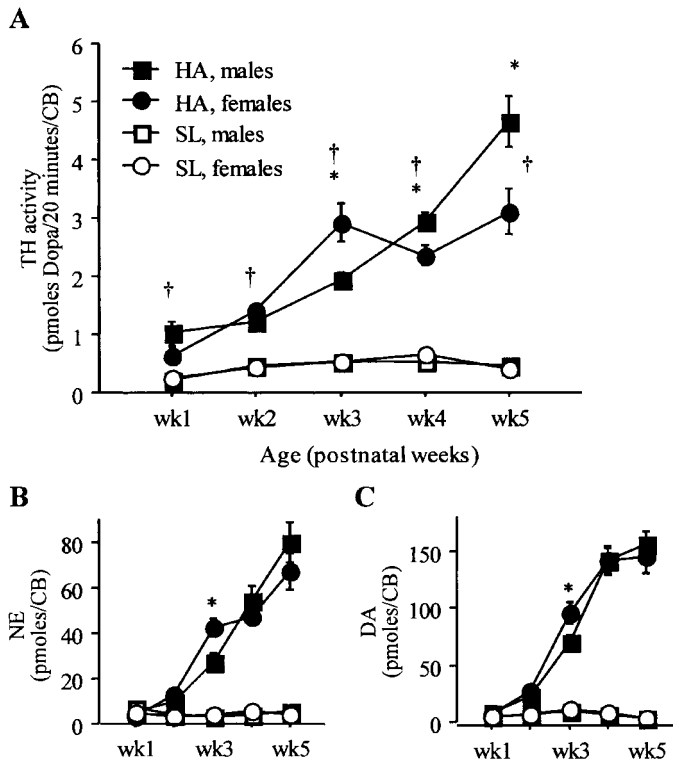 A
TH activity
(pmoles Dopa/20 minutes/CB)
6
5
4
3
2
1
0
HA, males
HA, females
SL, males
SL, females
†
†
†
*
†
*
*
†
wk1 wk2 wk3 wk4 wk5
Age (postnatal weeks)
B
NE
(pmoles/CB)
80
60
40
20
0
*
wk1 wk3 wk5
C
DA
(pmoles/CB)
150
100
50
0
*
wk1 wk3 wk5